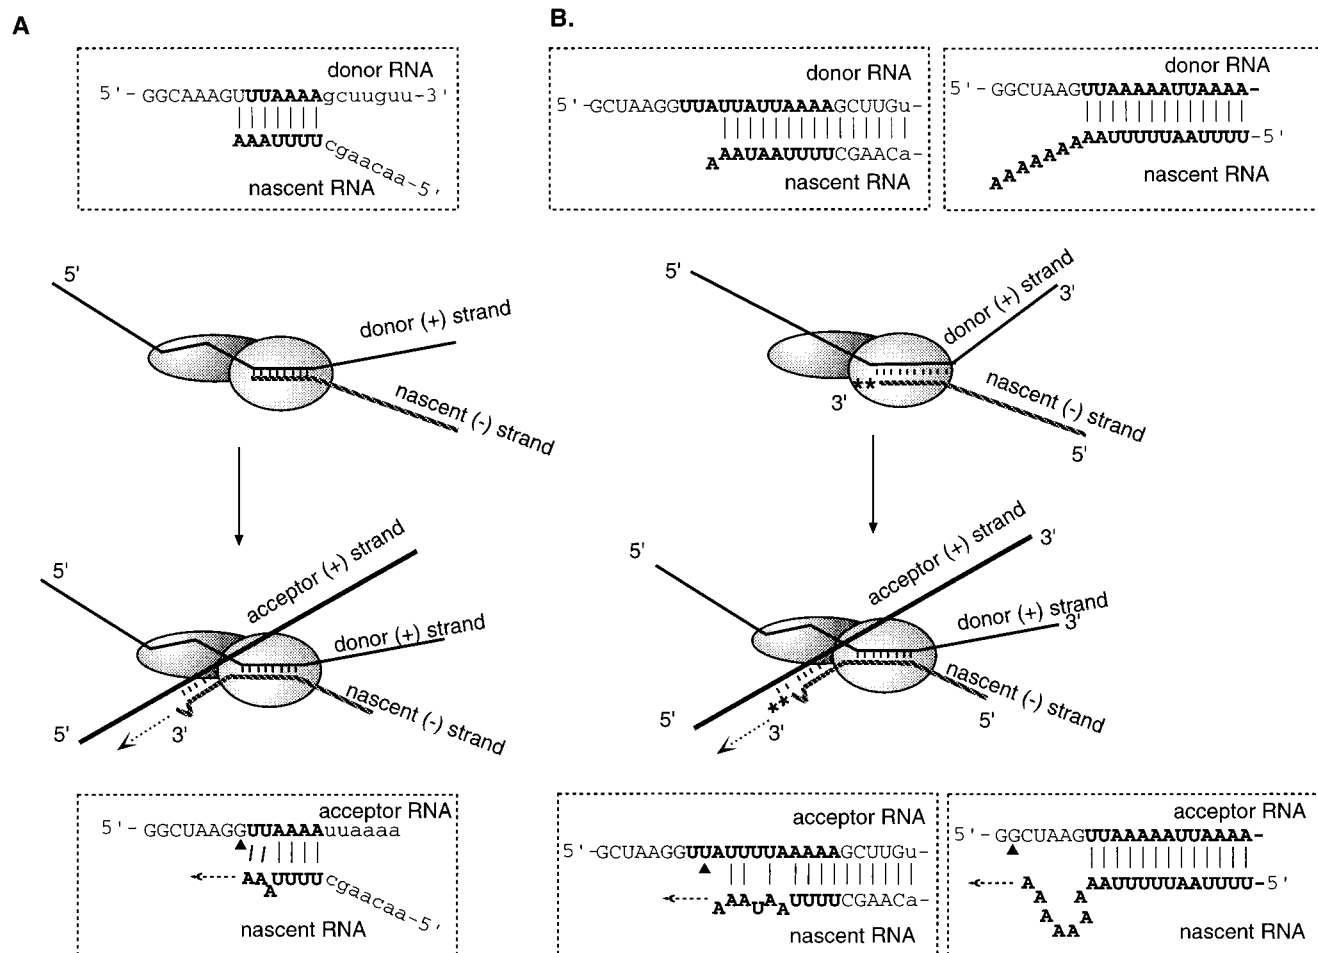 A
donor RNA
5'-GGCAAAGUUUAAAAgcuuguu-3'
AAAUUUUcgaacaa-5'
nascent RNA
B.
donor RNA
5'-GCUAAGGUUAUUAUUAAAAGCUUGu-
AAAUAAUUUUCGAACa-
nascent RNA
donor RNA
5'-GGCUAAGUUAAAAAUUAAAA-
AAAAAAAAAUUUUUAAUUUU-5'
nascent RNA
5'
donor (+) strand
nascent (-) strand
5'
donor (+) strand
3'
**
3'
nascent (-) strand
5'
5'
acceptor (+) strand
donor (+) strand
nascent (-) strand
5'
3'
5'
acceptor (+) strand
3'
donor (+) strand
3'
nascent (-) strand
5'
**
5'
3'
acceptor RNA
5'-GGCUAAGGUUAAAAuuaaaa
AAAUUUUcgaacaa-5'
nascent RNA
acceptor RNA
5'-GCUAAGGUUAUUUUAAAAAGCUUGu-
AAAUAAUUUUCGAACa-
nascent RNA
acceptor RNA
5'-GGCUAAGUUAAAAAUUAAAA-
AAAAAAAAAUUUUUAAUUUU-5'
nascent RNA